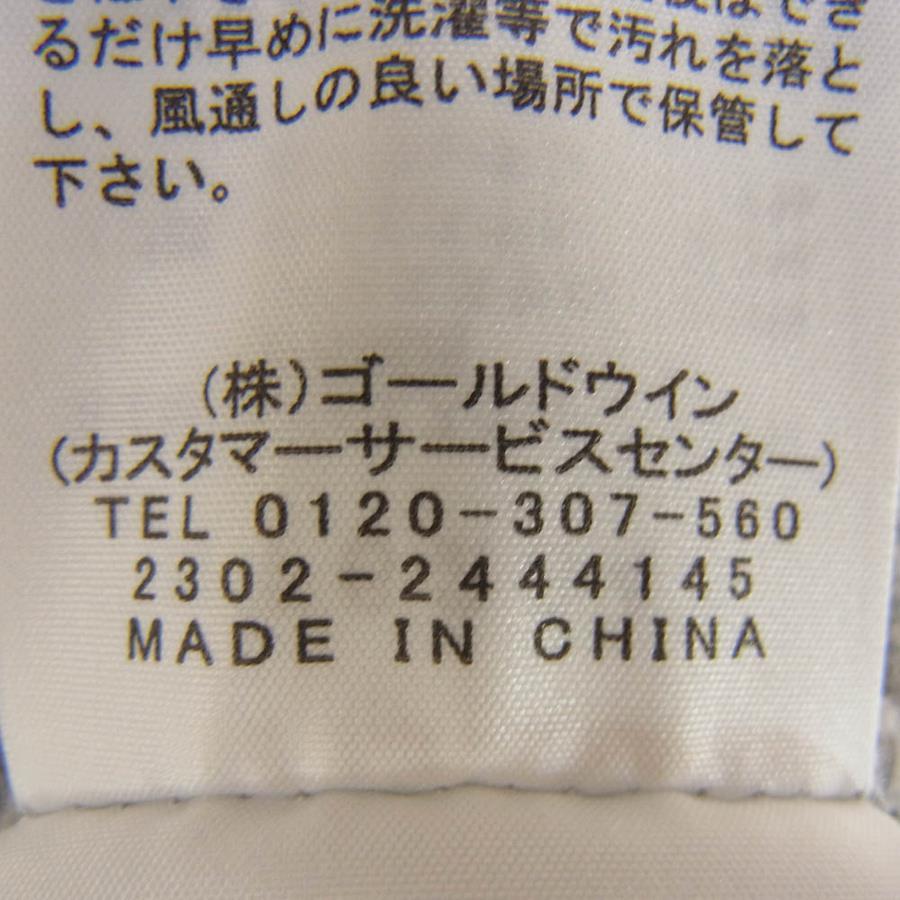 るだけ早めに洗濯等で汚れを落と
し、風通しの良い場所で保管して
下さい。
(株)ゴールドウイン
(カスタマーサービスセンター)
TEL 0120-307-560
2302-2444145
MADE IN CHINA